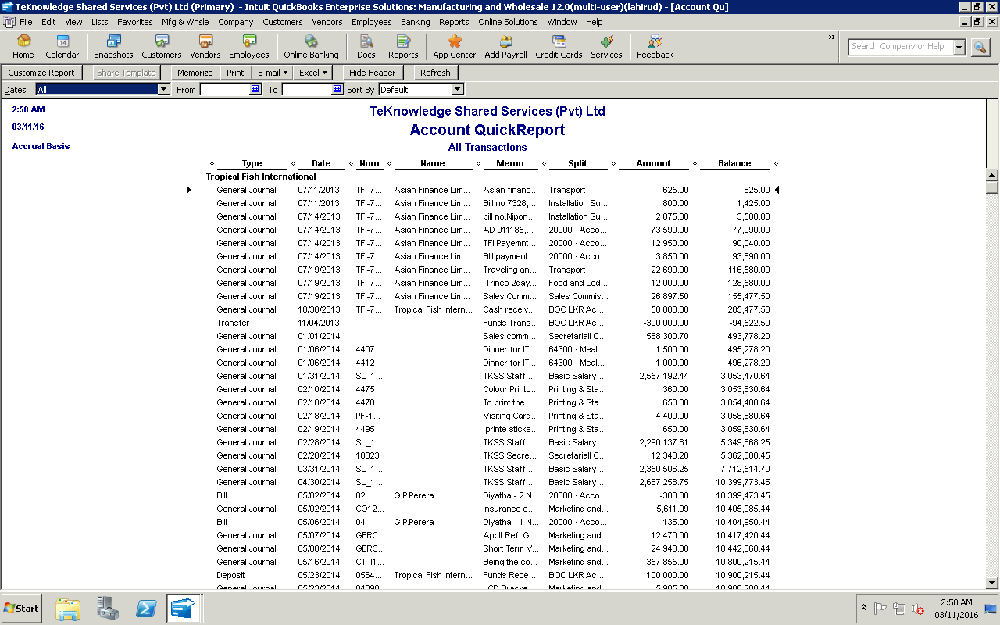 TeKnowledge Shared Services (Pvt) Ltd (Primary) - Intuit QuickBooks Enterprise Solutions: Manufacturing and Wholesale 12.0(multi-user)(lahirud) - [Account Qu]
File Edit View Lists Favorites Mfg & Whsle Company Customers Vendors Employees Banking Reports Online Solutions Window Help
Home Calendar Snapshots Customers Vendors Employees Online Banking Docs Reports App Center Add Payroll Credit Cards Services Feedback » Search Company or Help
Customize Report Share Template Memorize Print E-mail Excel Hide Header Refresh
Dates All From To Sort By Default
2:58 AM
03/11/16
Accrual Basis
TeKnowledge Shared Services (Pvt) Ltd
Account QuickReport
All Transactions
Type Date Num Name Memo Split Amount Balance
Tropical Fish International
General Journal 07/11/2013 TFI-7... Asian Finance Lim... Asian financ... Transport 625.00 625.00
General Journal 07/11/2013 TFI-7... Asian Finance Lim... Bill no 7328,... Installation Su... 800.00 1,425.00
General Journal 07/14/2013 TFI-7... Asian Finance Lim... bill no.Nipon... Installation Su... 2,075.00 3,500.00
General Journal 07/14/2013 TFI-7... Asian Finance Lim... AD 011185,... 20000 · Acco... 73,590.00 77,090.00
General Journal 07/14/2013 TFI-7... Asian Finance Lim... TFI Payemnt... 20000 · Acco... 12,950.00 90,040.00
General Journal 07/14/2013 TFI-7... Asian Finance Lim... BIll payment... 20000 · Acco... 3,850.00 93,890.00
General Journal 07/19/2013 TFI-7... Asian Finance Lim... Traveling an... Transport 22,690.00 116,580.00
General Journal 07/19/2013 TFI-7... Asian Finance Lim... Trinco 2day... Food and Lod... 12,000.00 128,580.00
General Journal 07/19/2013 TFI-7... Asian Finance Lim... Sales Comm... Sales Commis... 26,897.50 155,477.50
General Journal 10/30/2013 TFI-7... Tropical Fish Intern... Cash receiv... BOC LKR Ac... 50,000.00 205,477.50
Transfer 11/04/2013 Funds Trans... BOC LKR Ac... -300,000.00 -94,522.50
General Journal 01/01/2014 Sales comm... Secretariall C... 588,300.70 493,778.20
General Journal 01/06/2014 4407 Dinner for IT... 64300 · Meal... 1,500.00 495,278.20
General Journal 01/06/2014 4412 Dinner for IT... 64300 · Meal... 1,000.00 496,278.20
General Journal 01/31/2014 SL_1... TKSS Staff ... Basic Salary ... 2,557,192.44 3,053,470.64
General Journal 02/10/2014 4475 Colour Printo... Printing & Sta... 360.00 3,053,830.64
General Journal 02/10/2014 4478 To print the ... Printing & Sta... 650.00 3,054,480.64
General Journal 02/18/2014 PF-1... Visiting Card... Printing & Sta... 4,400.00 3,058,880.64
General Journal 02/19/2014 4495 printe sticke... Printing & Sta... 650.00 3,059,530.64
General Journal 02/28/2014 SL_1... TKSS Staff ... Basic Salary ... 2,290,137.61 5,349,668.25
General Journal 02/28/2014 10823 TKSS Secre... Secretariall C... 12,340.20 5,362,008.45
General Journal 03/31/2014 SL_1... TKSS Staff ... Basic Salary ... 2,350,506.25 7,712,514.70
General Journal 04/30/2014 SL_1... TKSS Staff ... Basic Salary ... 2,687,258.75 10,399,773.45
Bill 05/02/2014 02 G.P.Perera Diyatha - 2 N... 20000 · Acco... -300.00 10,399,473.45
General Journal 05/02/2014 CO12... Insurance o... Marketing and... 5,611.99 10,405,085.44
Bill 05/06/2014 04 G.P.Perera Diyatha - 1 N... 20000 · Acco... -135.00 10,404,950.44
General Journal 05/07/2014 GERC... Applt Ref. G... Marketing and... 12,470.00 10,417,420.44
General Journal 05/08/2014 GERC... Short Term V... Marketing and... 24,940.00 10,442,360.44
General Journal 05/16/2014 CT_I1... Being the co... Marketing and... 357,855.00 10,800,215.44
Deposit 05/23/2014 0564... Tropical Fish Intern... Funds Rece... BOC LKR Ac... 100,000.00 10,900,215.44
General Journal 05/23/2014 84898 LCD Bracke... Marketing and... 5,985.00 10,906,200.44
Start 2:58 AM
03/11/2016